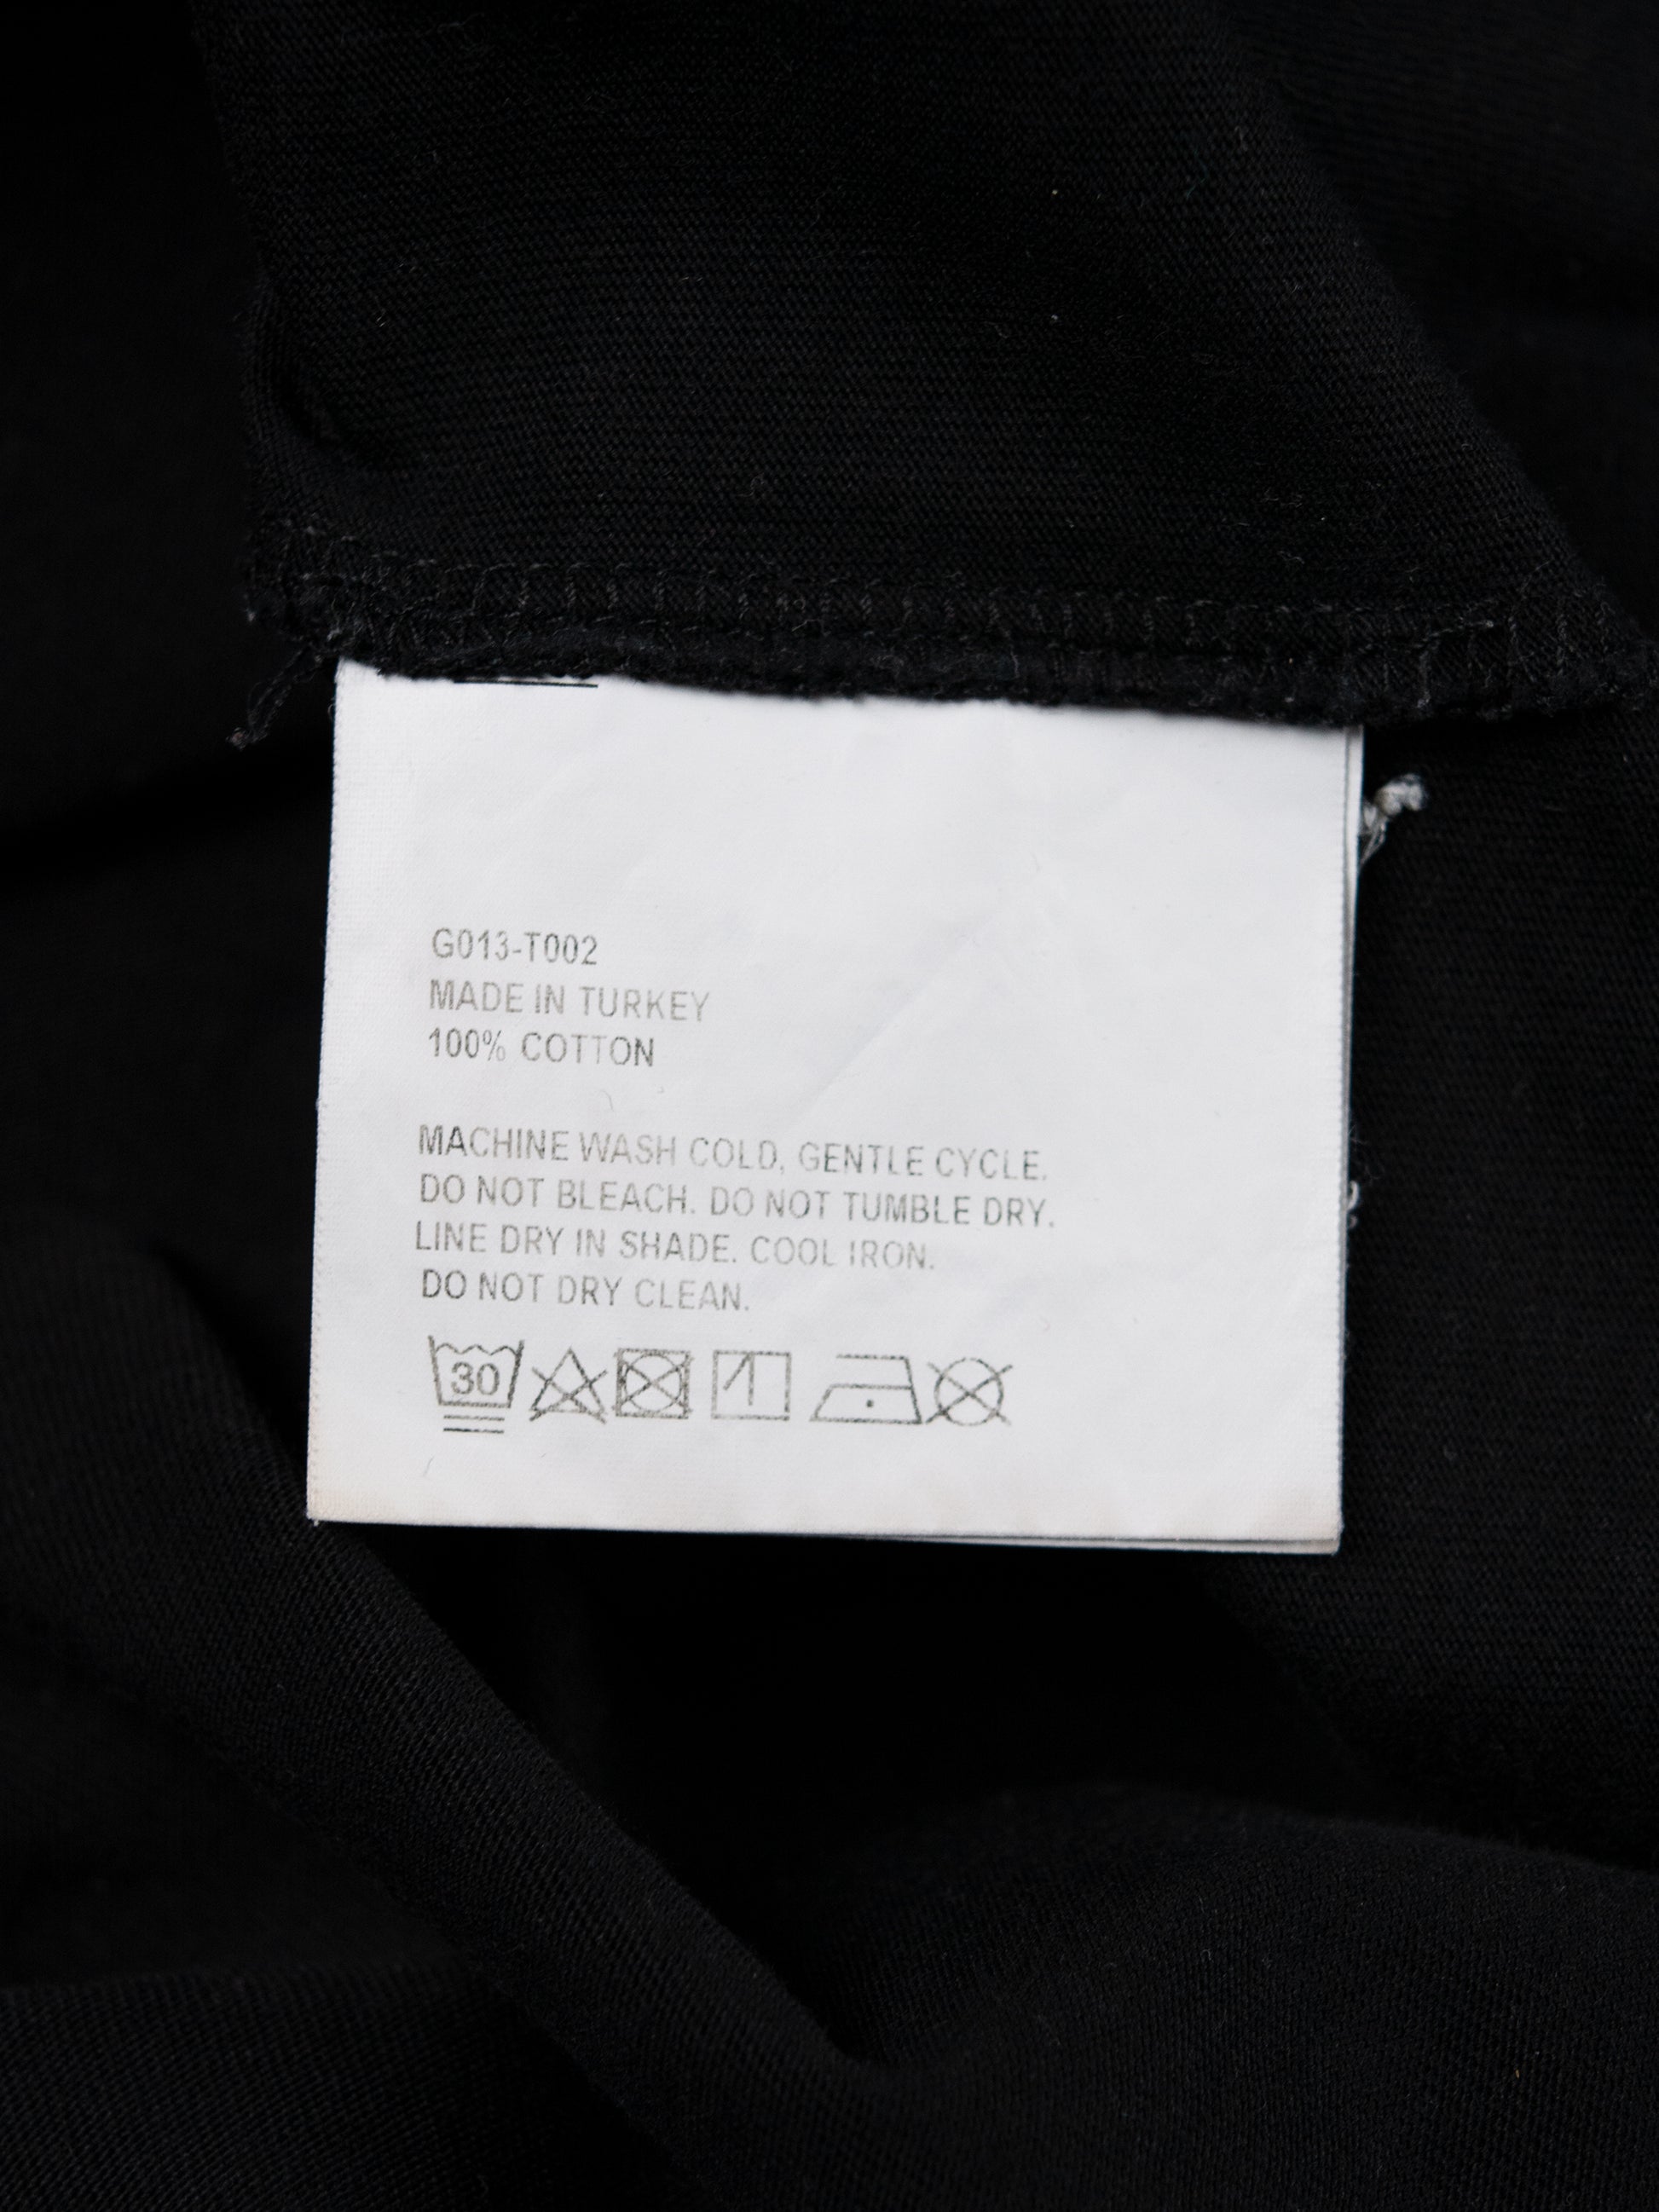 G013-T002
MADE IN TURKEY
100% COTTON
MACHINE WASH COLD, GENTLE CYCLE.
DO NOT BLEACH. DO NOT TUMBLE DRY.
LINE DRY IN SHADE. COOL IRON.
DO NOT DRY CLEAN.
30